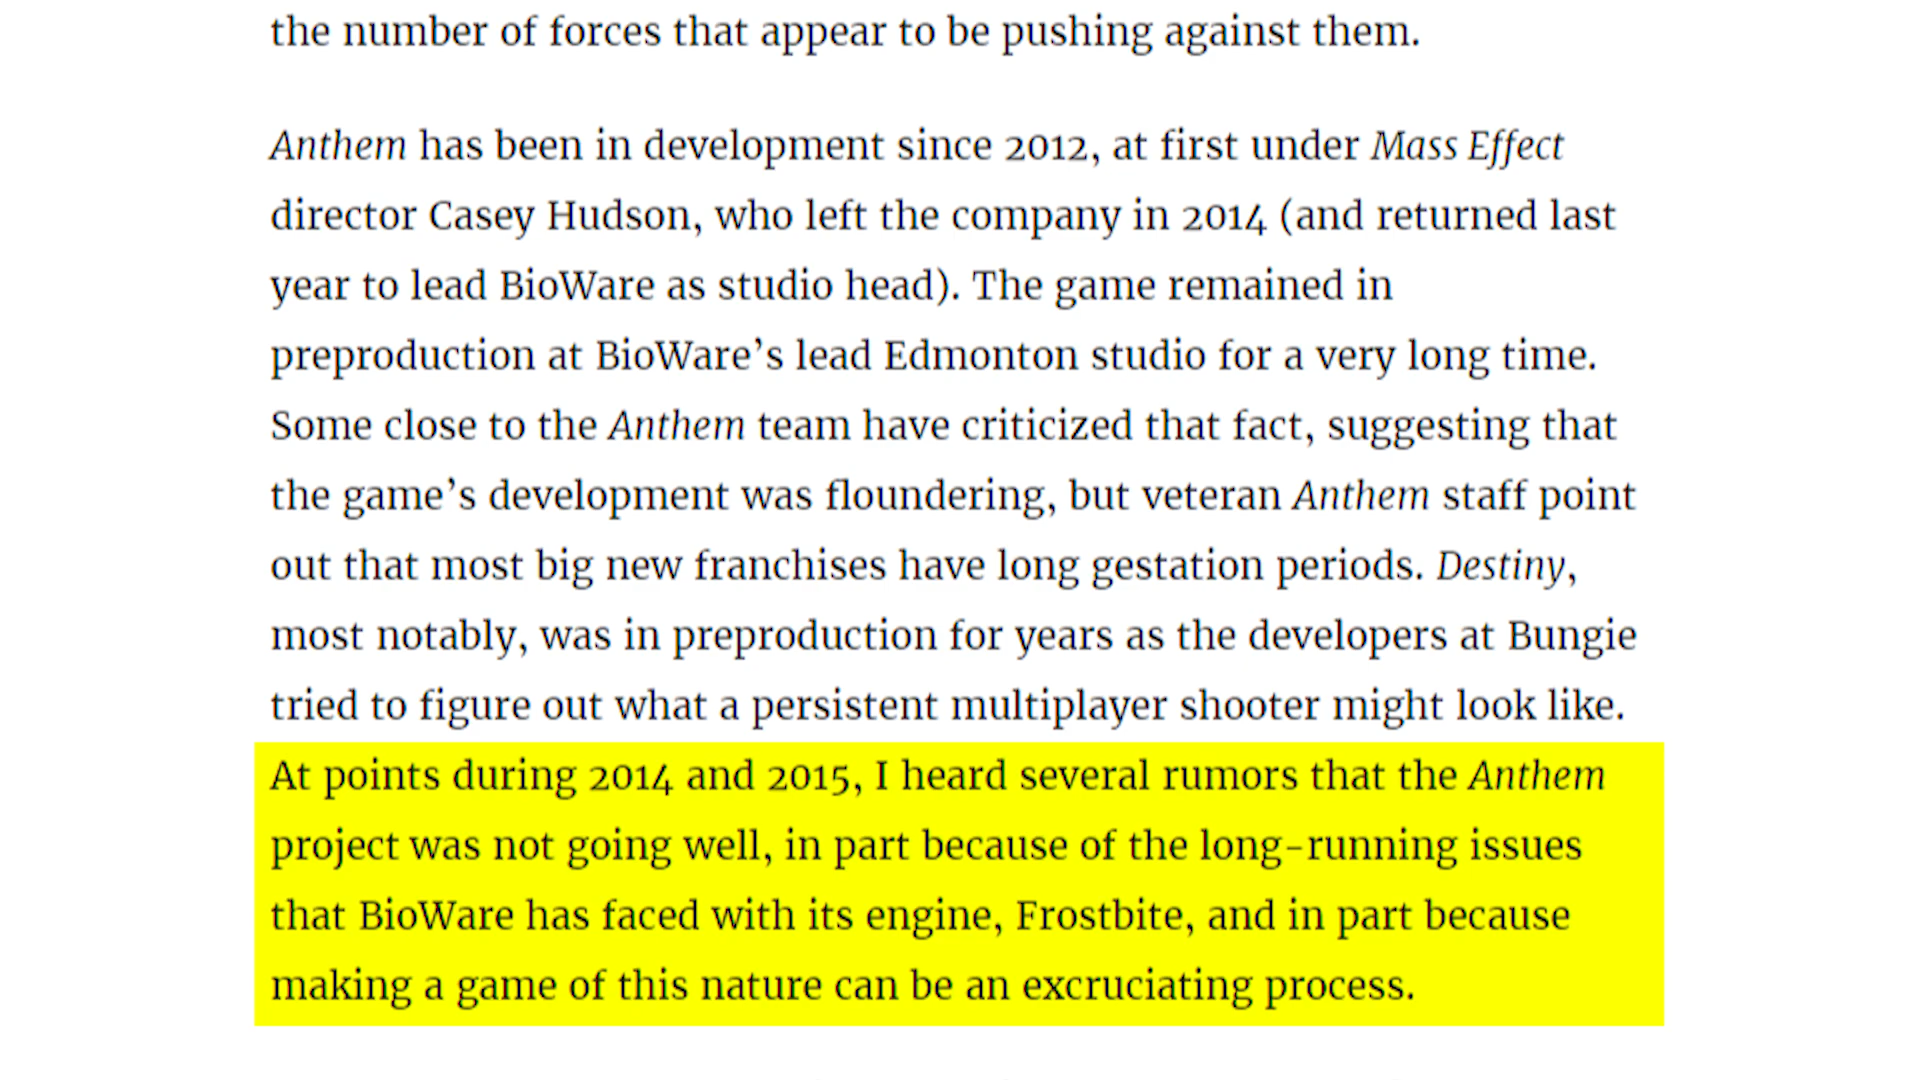 the number of forces that appear to be pushing against them.
Anthem has been in development since 2012, at first under Mass Effect
director Casey Hudson, who left the company in 2014 (and returned last
year to lead BioWare as studio head). The game remained in
preproduction at BioWare’s lead Edmonton studio for a very long time.
Some close to the Anthem team have criticized that fact, suggesting that
the game’s development was floundering, but veteran Anthem staff point
out that most big new franchises have long gestation periods. Destiny,
most notably, was in preproduction for years as the developers at Bungie
tried to figure out what a persistent multiplayer shooter might look like.
At points during 2014 and 2015, I heard several rumors that the Anthem
project was not going well, in part because of the long-running issues
that BioWare has faced with its engine, Frostbite, and in part because
making a game of this nature can be an excruciating process.